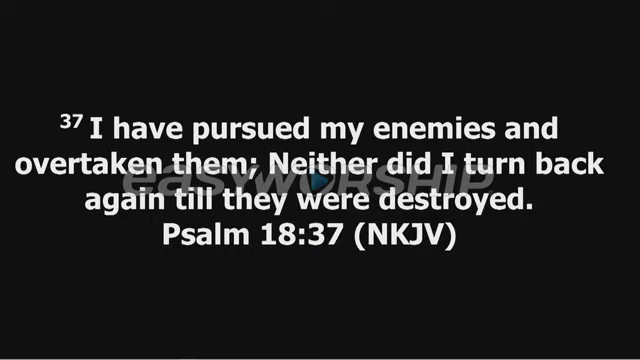 37 I have pursued my enemies and
overtaken them; Neither did I turn back
easyworship
again till they were destroyed.
Psalm 18:37 (NKJV)